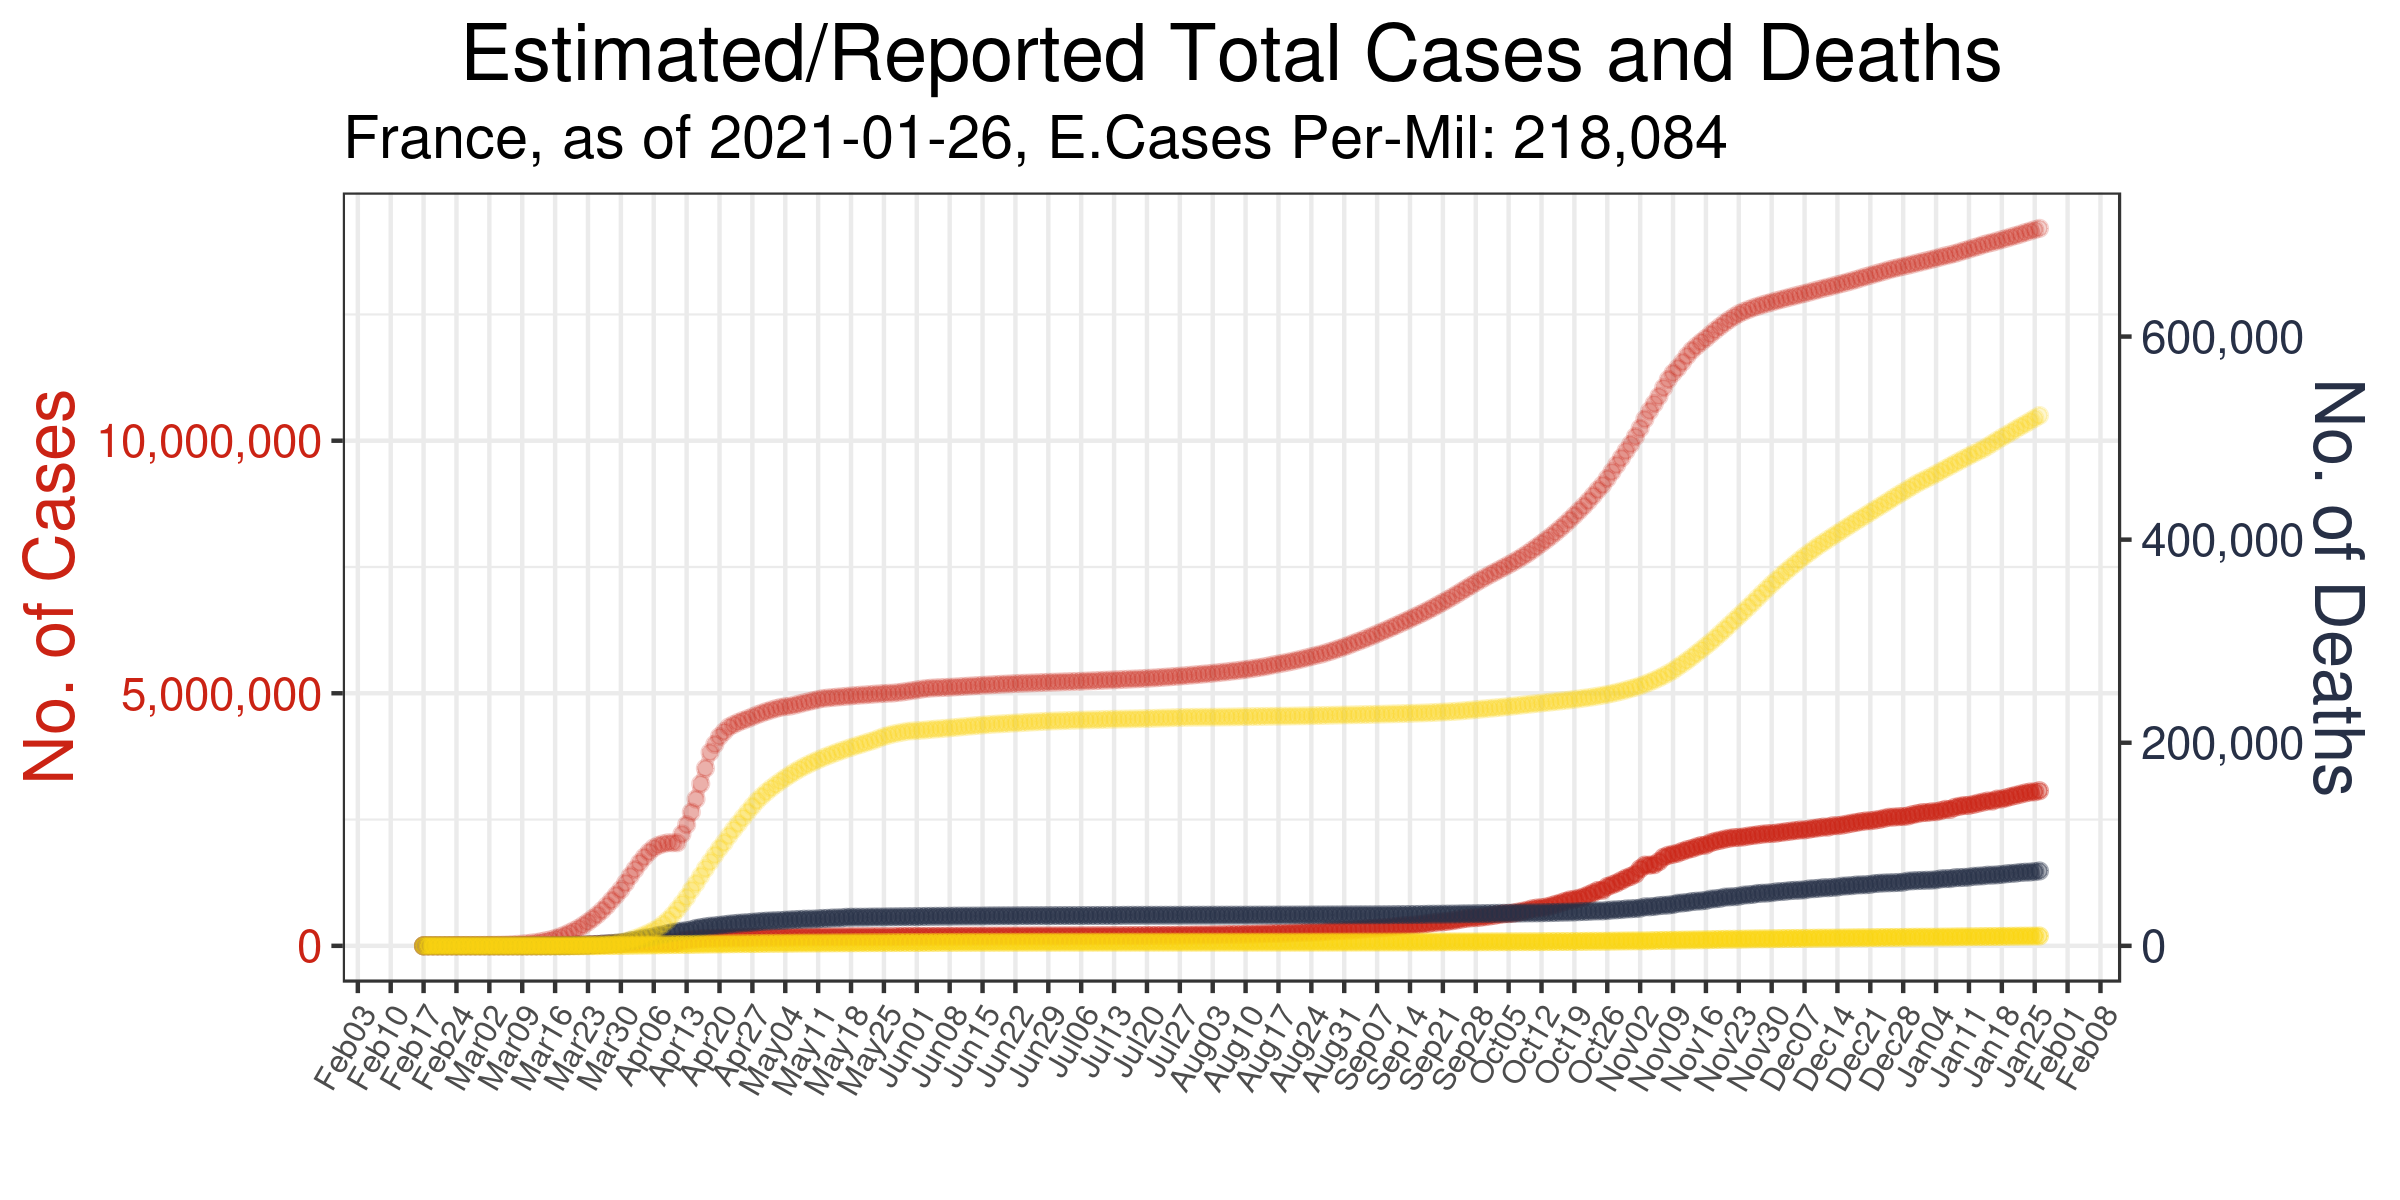 Estimated/Reported Total Cases and Deaths
France, as of 2021-01-26, E.Cases Per-Mil: 218,084
No. of Cases
10,000,000
5,000,000
0
600,000
400,000
200,000
0
No. of Deaths
Feb03
Feb10
Feb17
Feb24
Mar02
Mar09
Mar16
Mar23
Mar30
Apr06
Apr13
Apr20
Apr27
May04
May11
May18
May25
Jun01
Jun08
Jun15
Jun22
Jun29
Jul06
Jul13
Jul20
Jul27
Aug03
Aug10
Aug17
Aug24
Aug31
Sep07
Sep14
Sep21
Sep28
Oct05
Oct12
Oct19
Oct26
Nov02
Nov09
Nov16
Nov23
Nov30
Dec07
Dec14
Dec21
Dec28
Dec04
Jan11
Jan18
Jan25
Feb01
Feb08